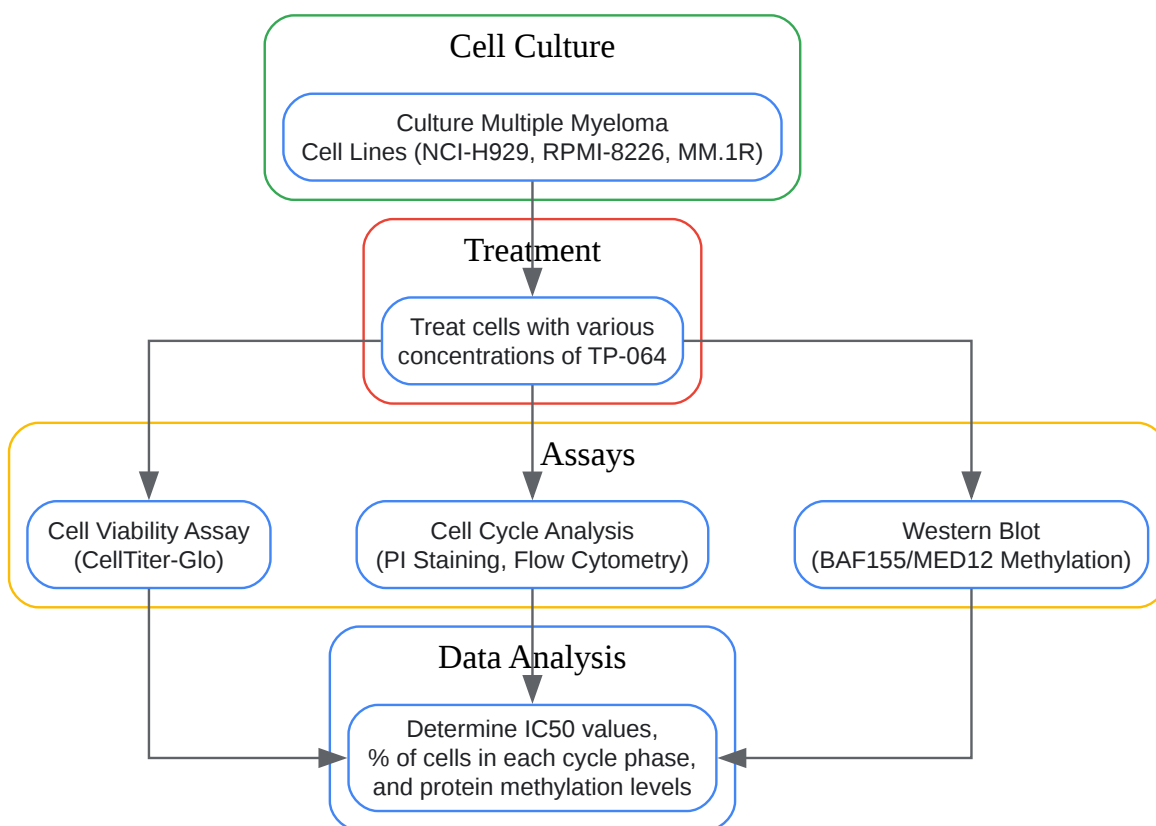 Cell Culture
Culture Multiple Myeloma
Cell Lines (NCI-H929, RPMI-8226, MM.1R)
Treatment
Treat cells with various
concentrations of TP-064
Assays
Cell Viability Assay
(CellTiter-Glo)
Cell Cycle Analysis
(PI Staining, Flow Cytometry)
Western Blot
(BAF155/MED12 Methylation)
Data Analysis
Determine IC50 values,
% of cells in each cycle phase,
and protein methylation levels